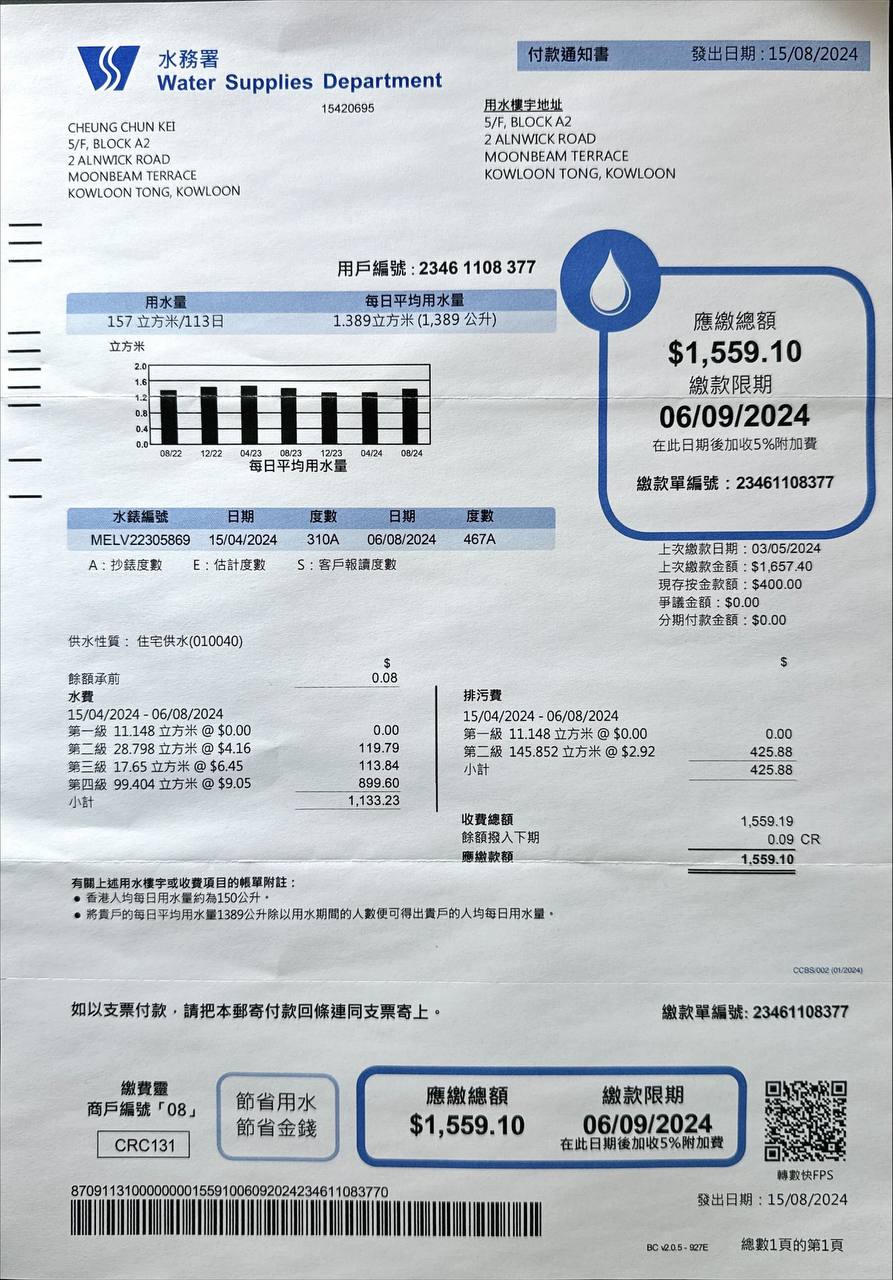 水務署
Water Supplies Department
付款通知書 發出日期 : 15/08/2024
15420695
CHEUNG CHUN KEI
5/F, BLOCK A2
2 ALNWICK ROAD
MOONBEAM TERRACE
KOWLOON TONG, KOWLOON
用水樓宇地址
5/F, BLOCK A2
2 ALNWICK ROAD
MOONBEAM TERRACE
KOWLOON TONG, KOWLOON
用戶編號 : 2346 1108 377
用水量 每日平均用水量
157 立方米/113日 1.389立方米 (1,389 公升)
立方米
2.0
1.6
1.2
0.8
0.4
0.0
08/22 12/22 04/23 08/23 12/23 04/24 08/24
每日平均用水量
應繳總額
$1,559.10
繳款限期
06/09/2024
在此日期後加收5%附加費
繳款單編號：23461108377
水錶編號 日期 度數 日期 度數
MELV22305869 15/04/2024 310A 06/08/2024 467A
A：抄錶度數 E：估計度數 S：客戶報讀度數
上次繳款日期：03/05/2024
上次繳款金額：$1,657.40
現存按金款額：$400.00
爭議金額：$0.00
分期付款金額：$0.00
供水性質： 住宅供水(010040)
$
餘額承前 0.08
水費
15/04/2024 - 06/08/2024
第一級 11.148 立方米 @ $0.00 0.00
第二級 28.798 立方米 @ $4.16 119.79
第三級 17.65 立方米 @ $6.45 113.84
第四級 99.404 立方米 @ $9.05 899.60
小計 1,133.23
$
排污費
15/04/2024 - 06/08/2024
第一級 11.148 立方米 @ $0.00 0.00
第二級 145.852 立方米 @ $2.92 425.88
小計 425.88
收費總額 1,559.19
餘額撥入下期 0.09 CR
應繳款額 1,559.10
有關上述用水樓宇或收費項目的帳單附註：
● 香港人均每日用水量約為150公升。
● 將貴戶的每日平均用水量1389公升除以用水期間的人數便可得出貴戶的人均每日用水量。
CCBS/002 (01/2024)
如以支票付款，請把本郵寄付款回條連同支票寄上。
繳款單編號: 23461108377
繳費靈
商戶編號「08」
CRC131
節省用水
節省金錢
應繳總額 繳款限期
$1,559.10 06/09/2024
在此日期後加收5%附加費
轉數快FPS
87091131000000001559100609202423461108377​0
發出日期：15/08/2024
BC v2.0.5 - 927E
總數1頁的第1頁